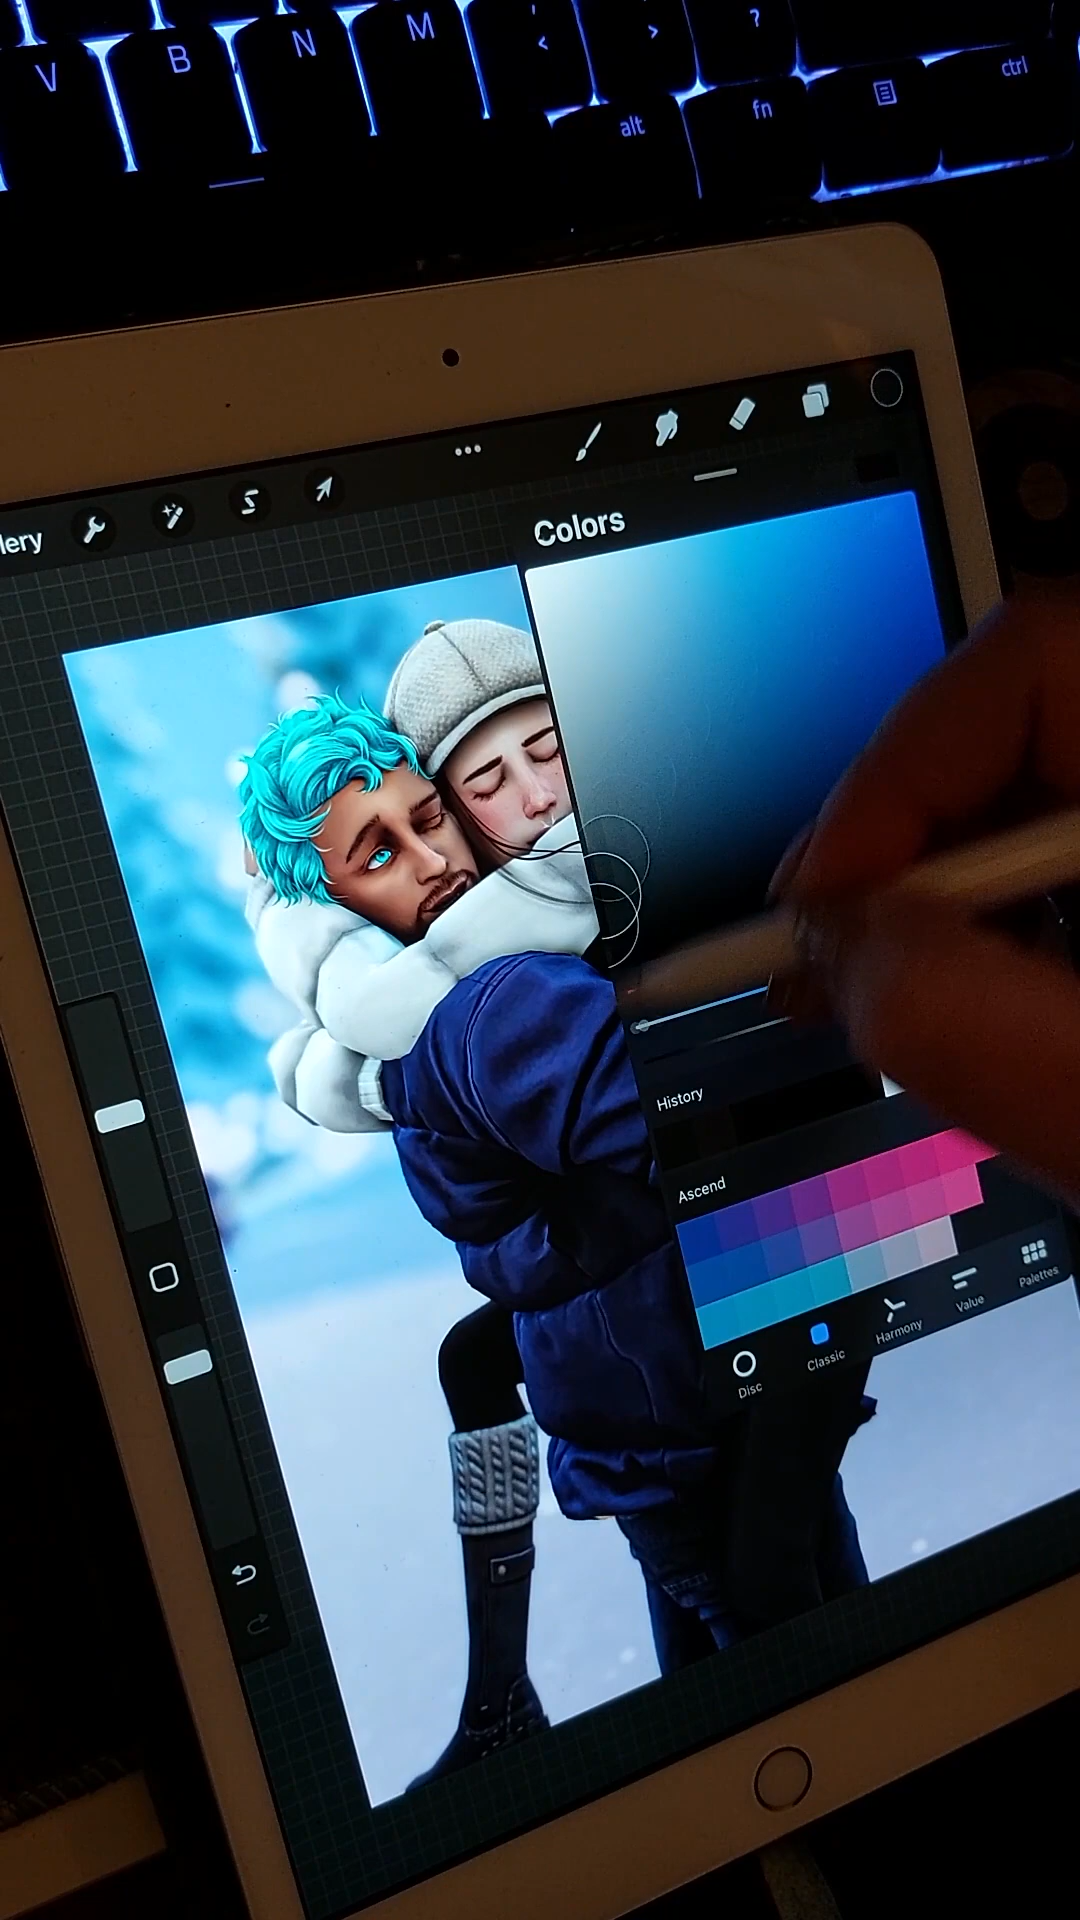 V B N M , <
>
?
alt fn ctrl
lery
Colors
History
Ascend
Disc Classic Harmony Value Palettes